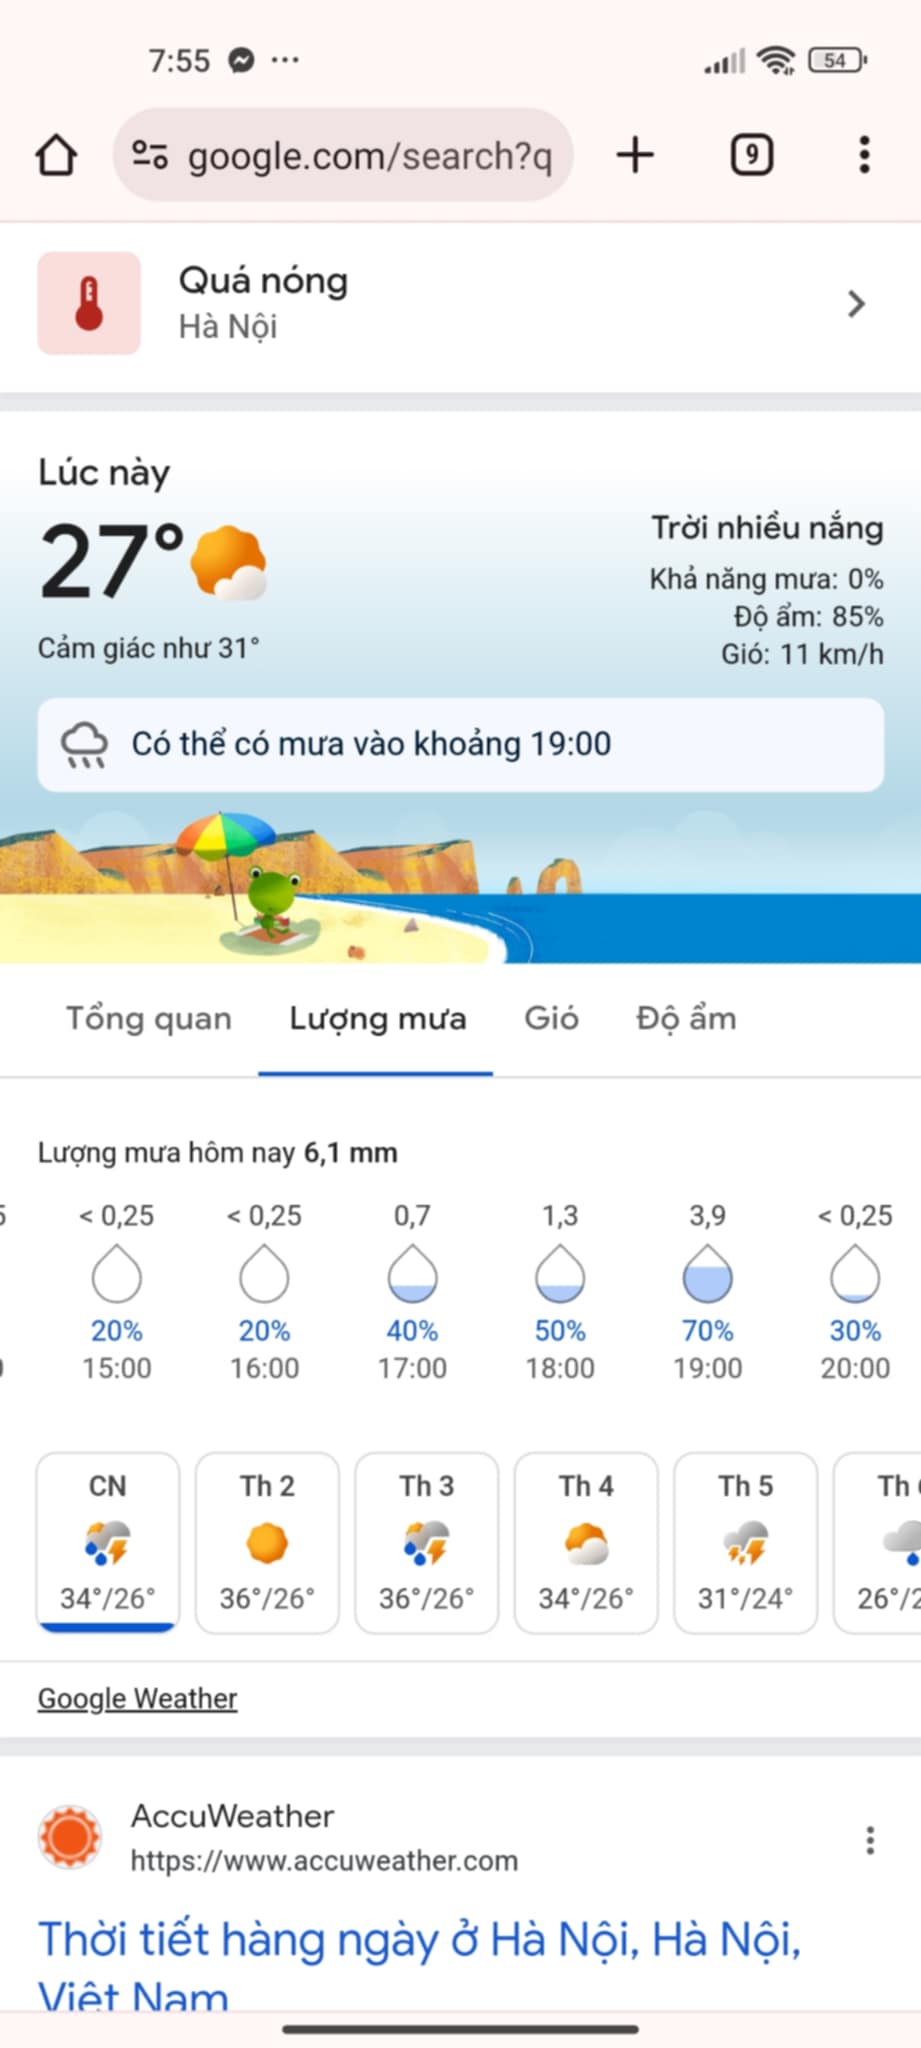 7:55
54
google.com/search?q
9
Quá nóng
Hà Nội
Lúc này
27°
Cảm giác như 31°
Trời nhiều nắng
Khả năng mưa: 0%
Độ ẩm: 85%
Gió: 11 km/h
Có thể có mưa vào khoảng 19:00
Tổng quan Lượng mưa Gió Độ ẩm
Lượng mưa hôm nay 6,1 mm
< 0,25 < 0,25 0,7 1,3 3,9 < 0,25
20% 20% 40% 50% 70% 30%
15:00 16:00 17:00 18:00 19:00 20:00
CN Th 2 Th 3 Th 4 Th 5 Th
34°/26° 36°/26° 36°/26° 34°/26° 31°/24° 26°/2
Google Weather
AccuWeather
https://www.accuweather.com
Thời tiết hàng ngày ở Hà Nội, Hà Nội,
Việt Nam